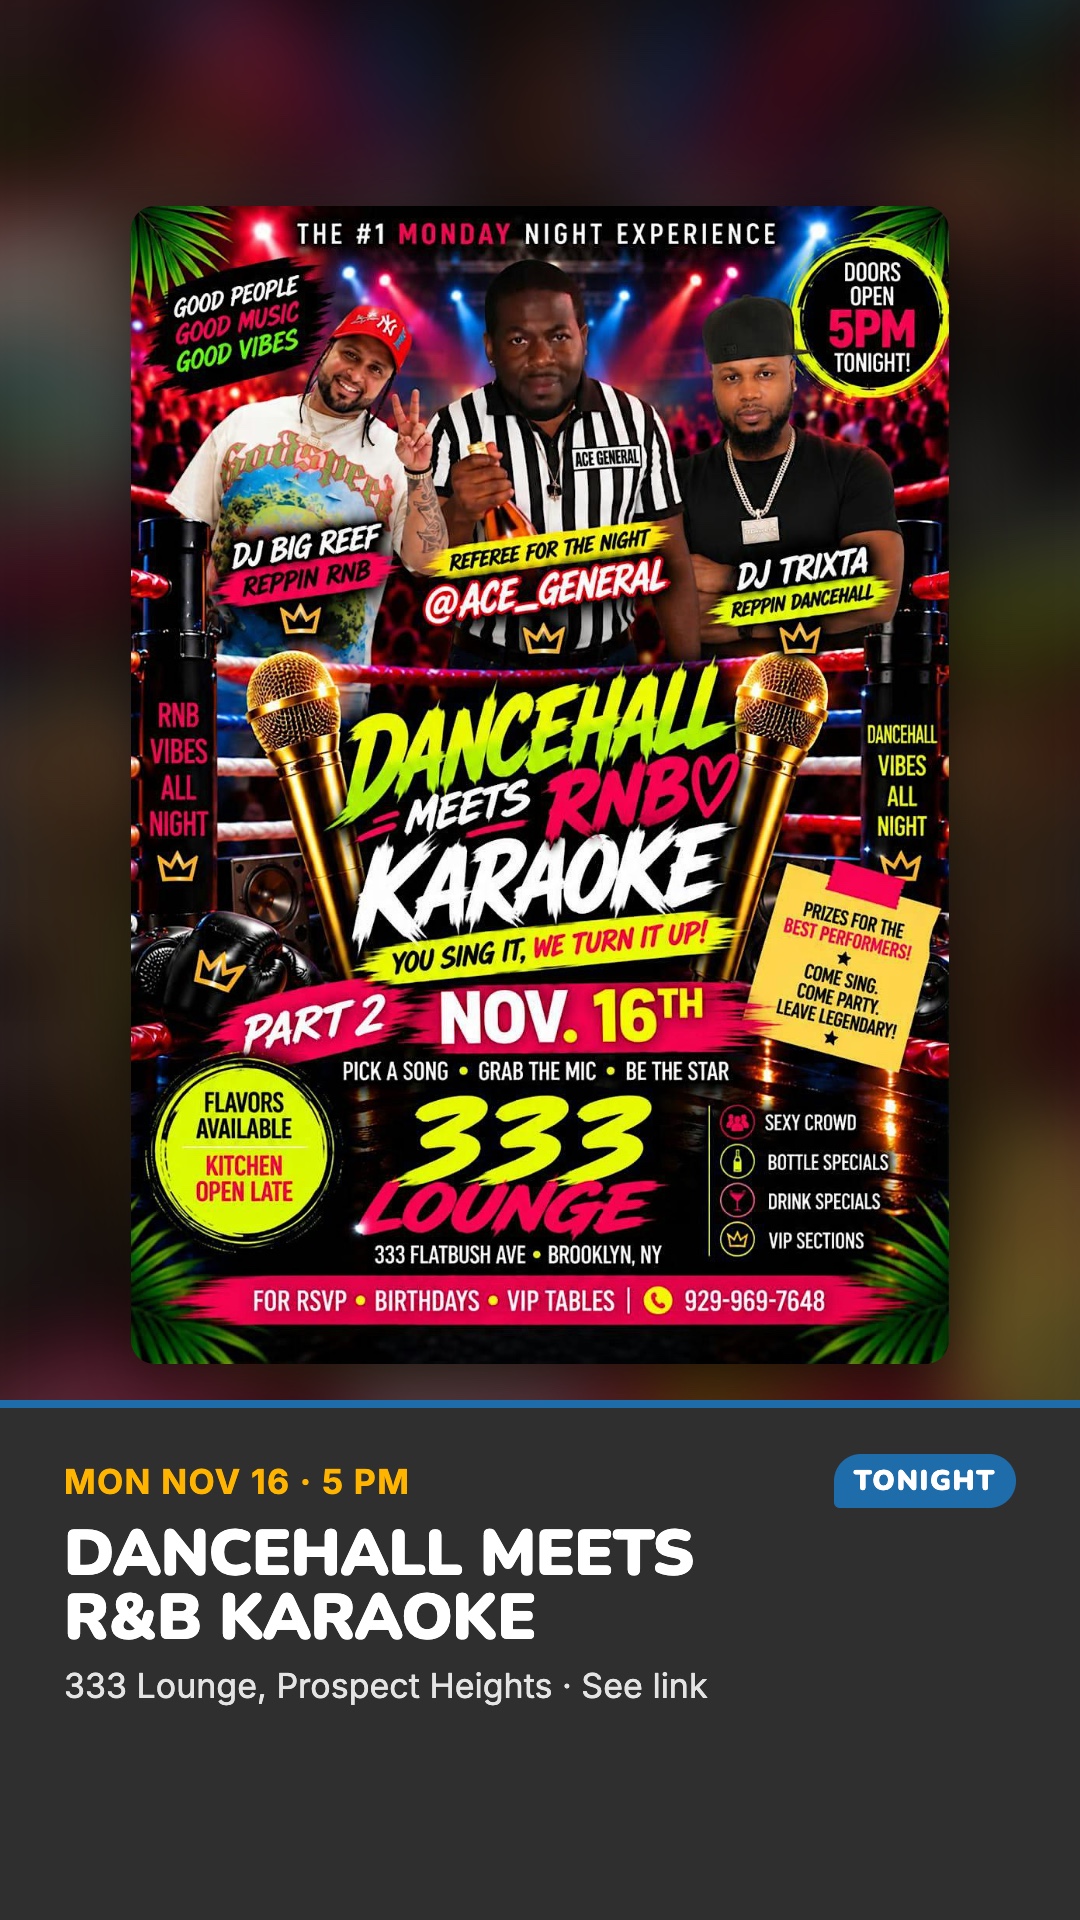 THE #1 MONDAY NIGHT EXPERIENCE
GOOD PEOPLE
GOOD MUSIC
GOOD VIBES
DOORS
OPEN
5PM
TONIGHT!
ACE GENERAL
DJ BIG REEF
REPPIN RNB
REFEREE FOR THE NIGHT
@ACE_GENERAL
DJ TRIXTA
REPPIN DANCEHALL
RNB
VIBES
ALL
NIGHT
DANCEHALL
VIBES
ALL
NIGHT
DANCEHALL
MEETS RNB
KARAOKE
YOU SING IT, WE TURN IT UP!
PRIZES FOR THE
BEST PERFORMERS!
COME SING.
COME PARTY.
LEAVE LEGENDARY!
PART 2
NOV. 16TH
PICK A SONG • GRAB THE MIC • BE THE STAR
FLAVORS
AVAILABLE
KITCHEN
OPEN LATE
333
LOUNGE
333 FLATBUSH AVE • BROOKLYN, NY
SEXY CROWD
BOTTLE SPECIALS
DRINK SPECIALS
VIP SECTIONS
FOR RSVP • BIRTHDAYS • VIP TABLES | 929-969-7648
MON NOV 16 · 5 PM
TONIGHT
DANCEHALL MEETS
R&B KARAOKE
333 Lounge, Prospect Heights · See link